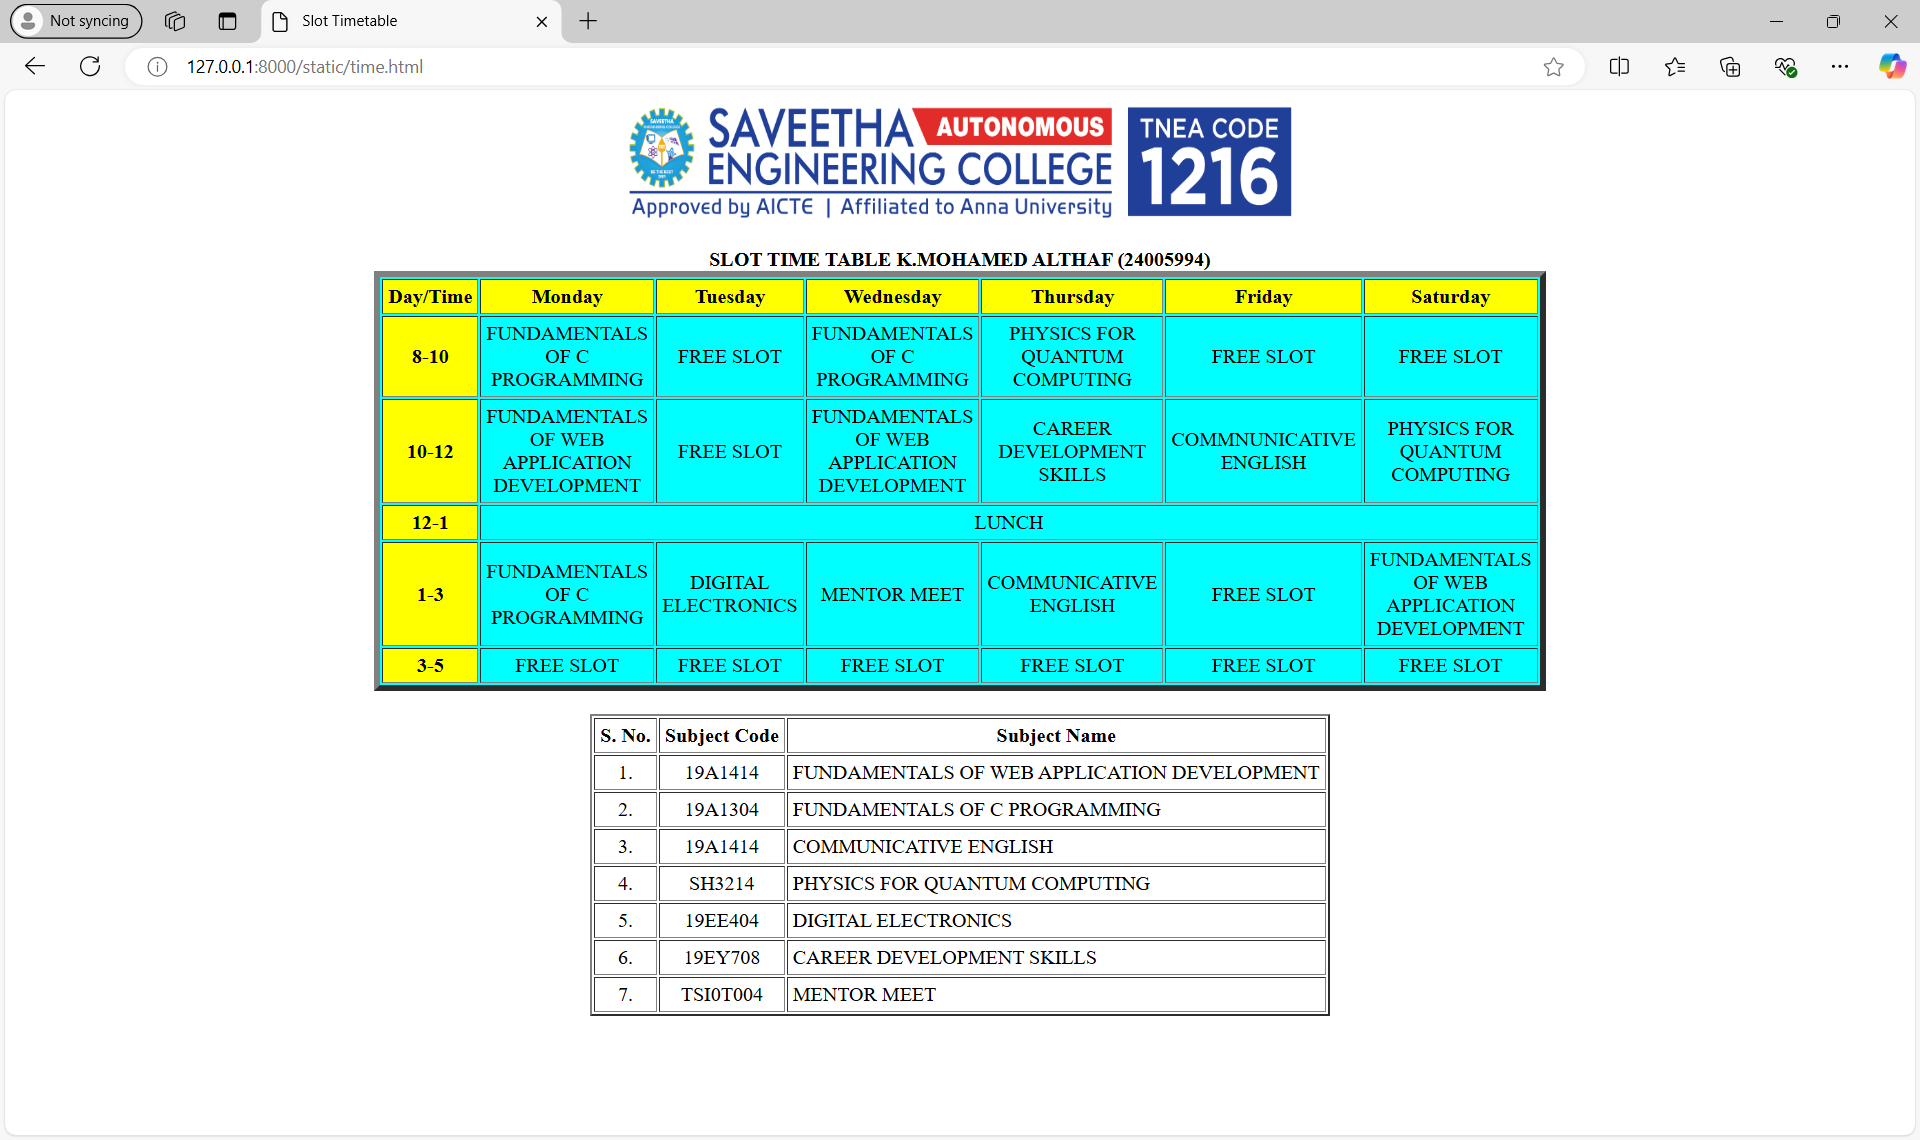 Not syncing
Slot Timetable
127.0.0.1:8000/static/time.html
SAVEETHA AUTONOMOUS
ENGINEERING COLLEGE
Approved by AICTE | Affiliated to Anna University
TNEA CODE
1216
SLOT TIME TABLE K.MOHAMED ALTHAF (24005994)
Day/Time Monday Tuesday Wednesday Thursday Friday Saturday
8-10
FUNDAMENTALS
OF C
PROGRAMMING
FREE SLOT
FUNDAMENTALS
OF C
PROGRAMMING
PHYSICS FOR
QUANTUM
COMPUTING
FREE SLOT
FREE SLOT
10-12
FUNDAMENTALS
OF WEB
APPLICATION
DEVELOPMENT
FREE SLOT
FUNDAMENTALS
OF WEB
APPLICATION
DEVELOPMENT
CAREER
DEVELOPMENT
SKILLS
COMMNUNICATIVE
ENGLISH
PHYSICS FOR
QUANTUM
COMPUTING
12-1 LUNCH
1-3
FUNDAMENTALS
OF C
PROGRAMMING
DIGITAL
ELECTRONICS
MENTOR MEET
COMMUNICATIVE
ENGLISH
FREE SLOT
FUNDAMENTALS
OF WEB
APPLICATION
DEVELOPMENT
3-5 FREE SLOT FREE SLOT FREE SLOT FREE SLOT FREE SLOT FREE SLOT
S. No. Subject Code Subject Name
1. 19A1414 FUNDAMENTALS OF WEB APPLICATION DEVELOPMENT
2. 19A1304 FUNDAMENTALS OF C PROGRAMMING
3. 19A1414 COMMUNICATIVE ENGLISH
4. SH3214 PHYSICS FOR QUANTUM COMPUTING
5. 19EE404 DIGITAL ELECTRONICS
6. 19EY708 CAREER DEVELOPMENT SKILLS
7. TSI0T004 MENTOR MEET